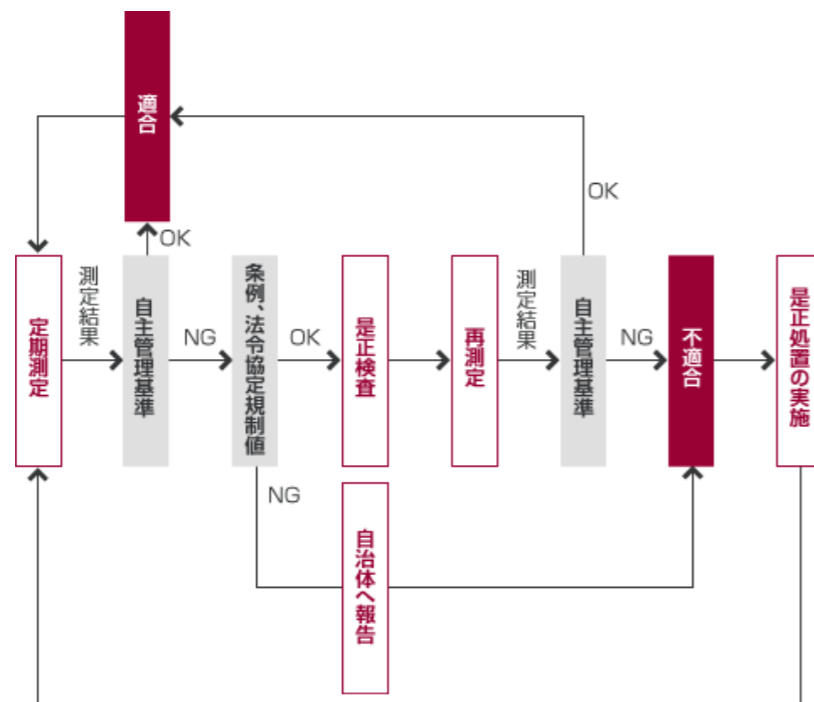 適合
OK
OK
定期測定
測定結果
自主管理基準
NG
条例、法令協定規制値
OK
是正検査
再測定
測定結果
自主管理基準
NG
不適合
是正処置の実施
NG
自治体へ報告